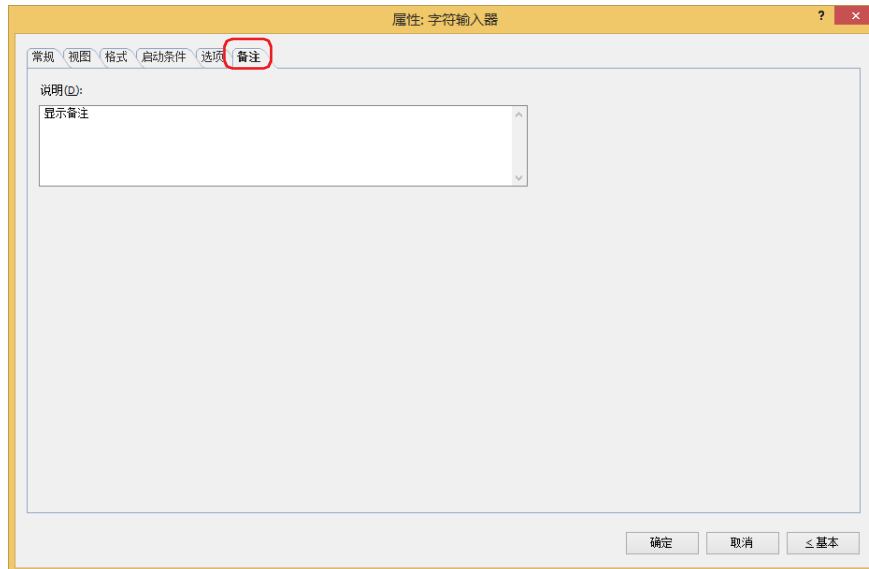 属性: 字符输入器
? ×
常规 视图 格式 启动条件 选项 备注
说明(D):
显示备注
确定 取消 ≤基本